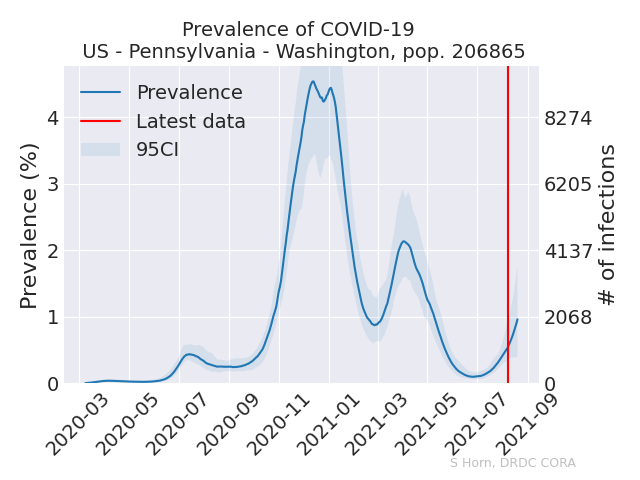 Prevalence of COVID-19
US - Pennsylvania - Washington, pop. 206865
Prevalence
Latest data
95CI
Prevalence (%)
4
3
2
1
0
8274
6205
4137
2068
0
# of infections
2020-03
2020-05
2020-07
2020-09
2020-11
2021-01
2021-03
2021-05
2021-07
2021-09
S Horn, DRDC CORA